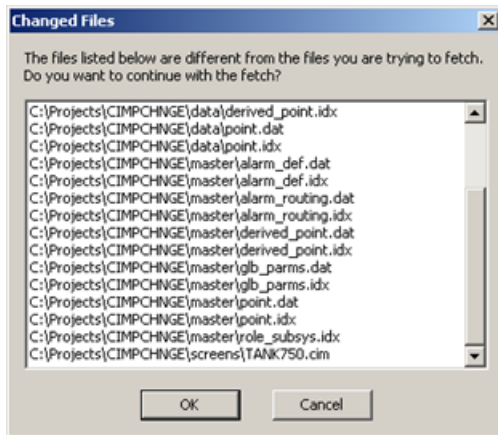 Changed Files
The files listed below are different from the files you are trying to fetch.
Do you want to continue with the fetch?
C:\Projects\CIMPCHNGE\data\derived_point.idx
C:\Projects\CIMPCHNGE\data\point.dat
C:\Projects\CIMPCHNGE\data\point.idx
C:\Projects\CIMPCHNGE\master\alarm_def.dat
C:\Projects\CIMPCHNGE\master\alarm_def.idx
C:\Projects\CIMPCHNGE\master\alarm_routing.dat
C:\Projects\CIMPCHNGE\master\alarm_routing.idx
C:\Projects\CIMPCHNGE\master\derived_point.dat
C:\Projects\CIMPCHNGE\master\derived_point.idx
C:\Projects\CIMPCHNGE\master\glb_parms.dat
C:\Projects\CIMPCHNGE\master\glb_parms.idx
C:\Projects\CIMPCHNGE\master\point.dat
C:\Projects\CIMPCHNGE\master\point.idx
C:\Projects\CIMPCHNGE\master\role_subsys.idx
C:\Projects\CIMPCHNGE\screens\TANK750.cim
OK
Cancel